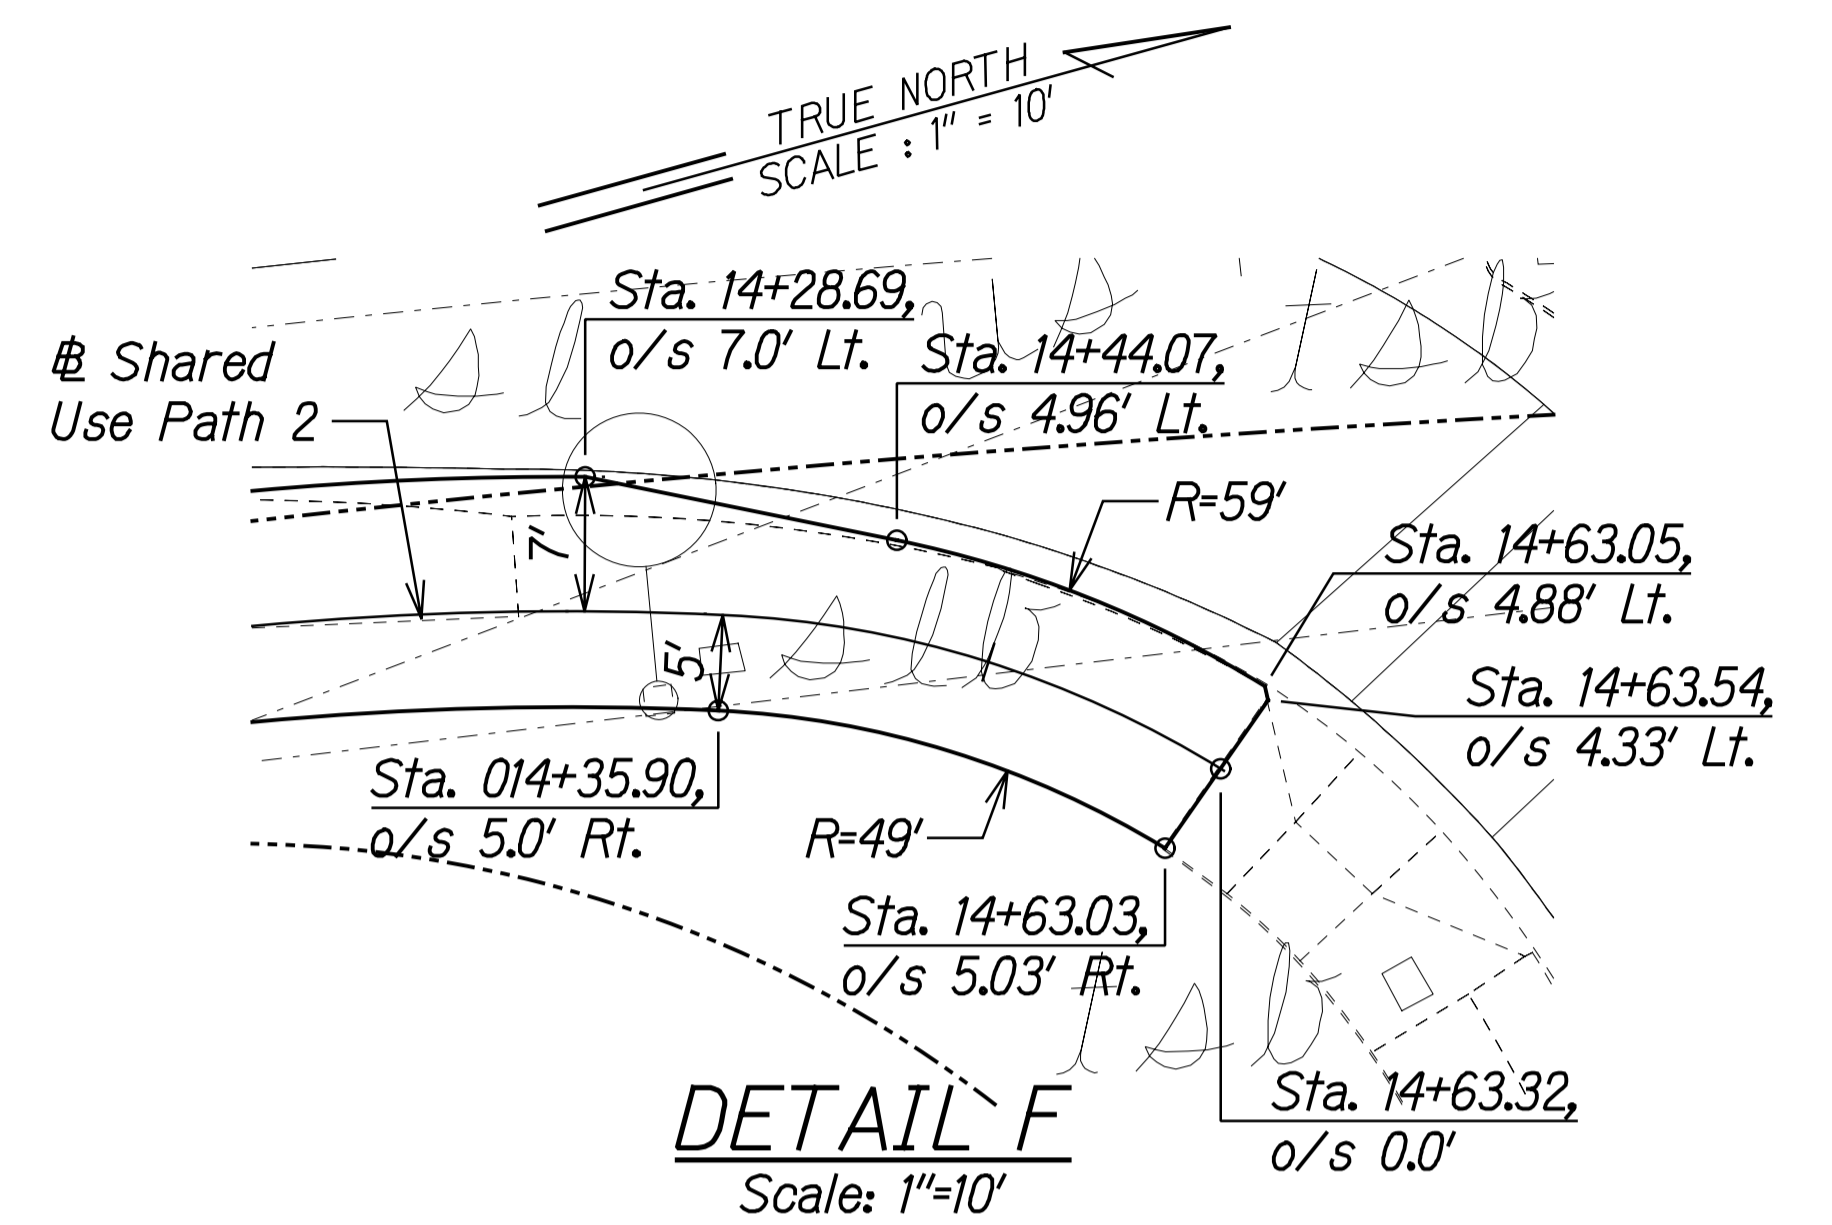 TRUE NORTH
SCALE : 1" = 10'
Sta. 14+28.69,
o/s 7.0' Lt.
Sta. 14+44.07,
o/s 4.96' Lt.
℄ Shared
Use Path 2
R=59'
7'
Sta. 14+63.05,
o/s 4.88' Lt.
5'
Sta. 14+63.54,
o/s 4.33' Lt.
Sta. 014+35.90,
o/s 5.0' Rt.
R=49'
Sta. 14+63.03,
o/s 5.03' Rt.
Sta. 14+63.32,
o/s 0.0'
DETAIL F
Scale: 1"=10'